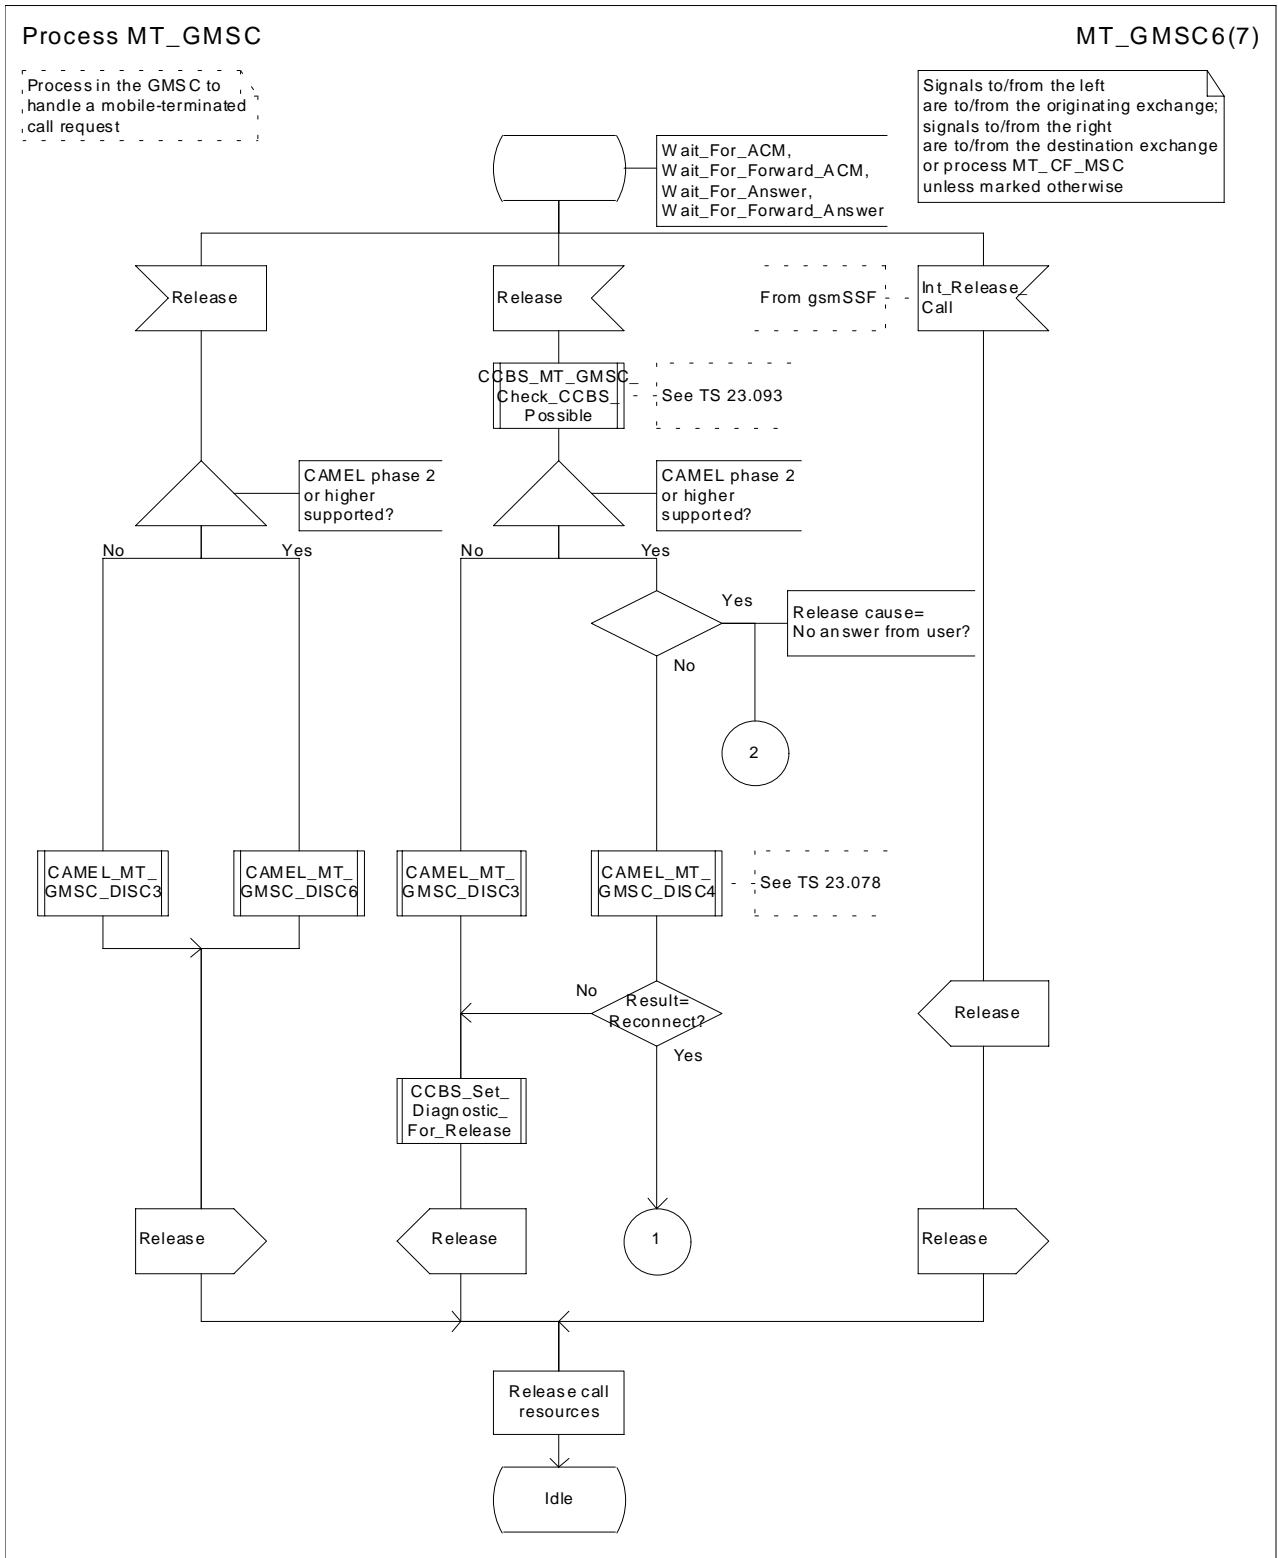 Process MT_GMSC
MT_GMSC6(7)
Process in the GMSC to
handle a mobile-terminated
call request
Signals to/from the left
are to/from the originating exchange;
signals to/from the right
are to/from the destination exchange
or process MT_CF_MSC
unless marked otherwise
Wait_For_ACM,
Wait_For_Forward_ACM,
Wait_For_Answer,
Wait_For_Forward_Answer
Release
Release
From gsmSSF
Int_Release_
Call
CCBS_MT_GMSC_
Check_CCBS_
Possible
See TS 23.093
CAMEL phase 2
or higher
supported?
CAMEL phase 2
or higher
supported?
No
Yes
No
Yes
Yes
Release cause=
No answer from user?
No
2
CAMEL_MT_
GMSC_DISC3
CAMEL_MT_
GMSC_DISC6
CAMEL_MT_
GMSC_DISC3
CAMEL_MT_
GMSC_DISC4
See TS 23.078
No
Result=
Reconnect?
Yes
Release
CCBS_Set_
Diagnostic_
For_Release
Release
Release
1
Release
Release call
resources
Idle